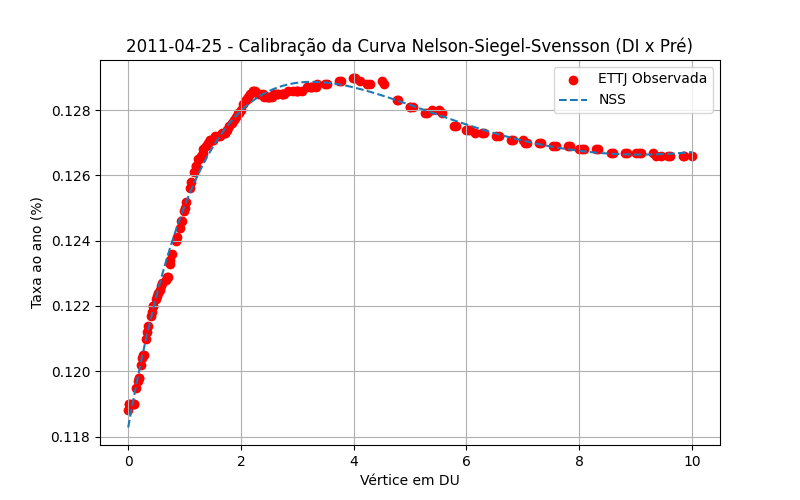 2011-04-25 - Calibração da Curva Nelson-Siegel-Svensson (DI x Pré)
ETTJ Observada
NSS
Taxa ao ano (%)
0.128
0.126
0.124
0.122
0.120
0.118
0
2
4
6
8
10
Vértice em DU